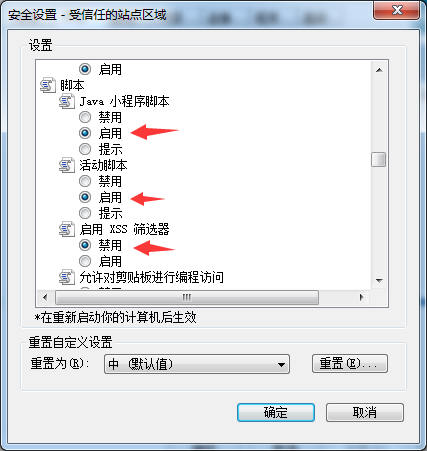 安全设置 - 受信任的站点区域
设置
启用
脚本
Java 小程序脚本
禁用
启用
提示
活动脚本
禁用
启用
提示
启用 XSS 筛选器
禁用
启用
允许对剪贴板进行编程访问
*在重新启动你的计算机后生效
重置自定义设置
重置为(R): 中 (默认值) 重置(E)...
确定 取消